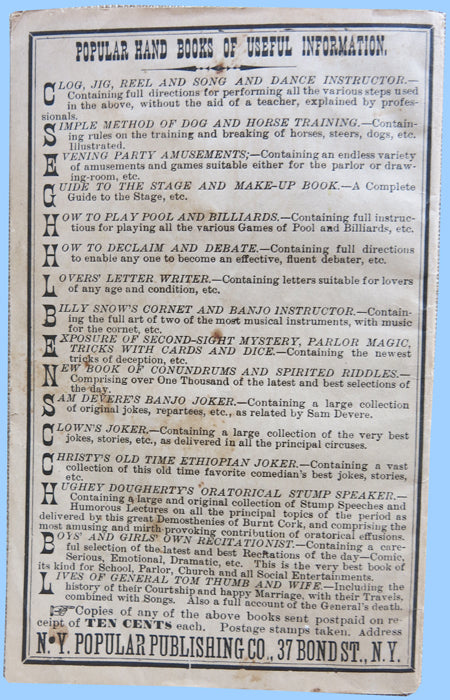 POPULAR HAND BOOKS OF USEFUL INFORMATION.
CLOG, JIG, REEL AND SONG AND DANCE INSTRUCTOR.—
Containing full directions for performing all the various steps used
in the above, without the aid of a teacher, explained by profes-
sionals.
SIMPLE METHOD OF DOG AND HORSE TRAINING.—Contain-
ing rules on the training and breaking of horses, steers, dogs, etc.
Illustrated.
EVENING PARTY AMUSEMENTS;—Containing an endless variety
of amusements and games suitable either for the parlor or draw-
ing-room, etc.
GUIDE TO THE STAGE AND MAKE-UP BOOK.—A Complete
Guide to the Stage, etc.
HOW TO PLAY POOL AND BILLIARDS.—Containing full instruc-
tions for playing all the various Games of Pool and Billiards, etc.
HOW TO DECLAIM AND DEBATE.—Containing full directions
to enable any one to become an effective, fluent debater, etc.
LOVERS' LETTER WRITER.—Containing letters suitable for lovers
of any age and condition, etc.
BILLY SNOW'S CORNET AND BANJO INSTRUCTOR.—Contain-
ing the full art of two of the most musical instruments, with music
for the cornet, etc.
EXPOSURE OF SECOND-SIGHT MYSTERY, PARLOR MAGIC,
TRICKS WITH CARDS AND DICE.—Containing the newest
tricks of deception, etc.
NEW BOOK OF CONUNDRUMS AND SPIRITED RIDDLES.—
Comprising over One Thousand of the latest and best selections of
the day.
SAM DEVERE'S BANJO JOKER.—Containing a large collection
of original jokes, repartees, etc., as related by Sam Devere.
CLOWN'S JOKER.—Containing a large collection of the very best
jokes, stories, etc., as delivered in all the principal circuses.
CHRISTY'S OLD TIME ETHIOPIAN JOKER.—Containing a vast
collection of this old time favorite comedian's best jokes, stories,
etc.
HUGHEY DOUGHERTY'S ORATORICAL STUMP SPEAKER.—
Containing a large and original collection of Stump Speeches and
Humorous Lectures on all the principal topics of the period as
delivered by this great Demosthenies of Burnt Cork, and comprising the
most amusing and mirth-provoking contribution of oratorical effusions.
BOYS' AND GIRLS' OWN RECITATIONIST.—Containing a care-
ful selection of the latest and best Recitations of the day—Comic,
Serious, Emotional, Dramatic, etc. This is the very best book of
its kind for School, Parlor, Church and all Social Entertainments.
LIVES OF GENERAL TOM THUMB AND WIFE.—Including the
history of their Courtship and happy Marriage, with their Travels,
combined with Songs. Also a full account of the General's death.
☞Copies of any of the above books sent postpaid on re-
ceipt of TEN CENTS each. Postage stamps taken. Address
N. Y. POPULAR PUBLISHING CO., 37 BOND ST., N.Y.